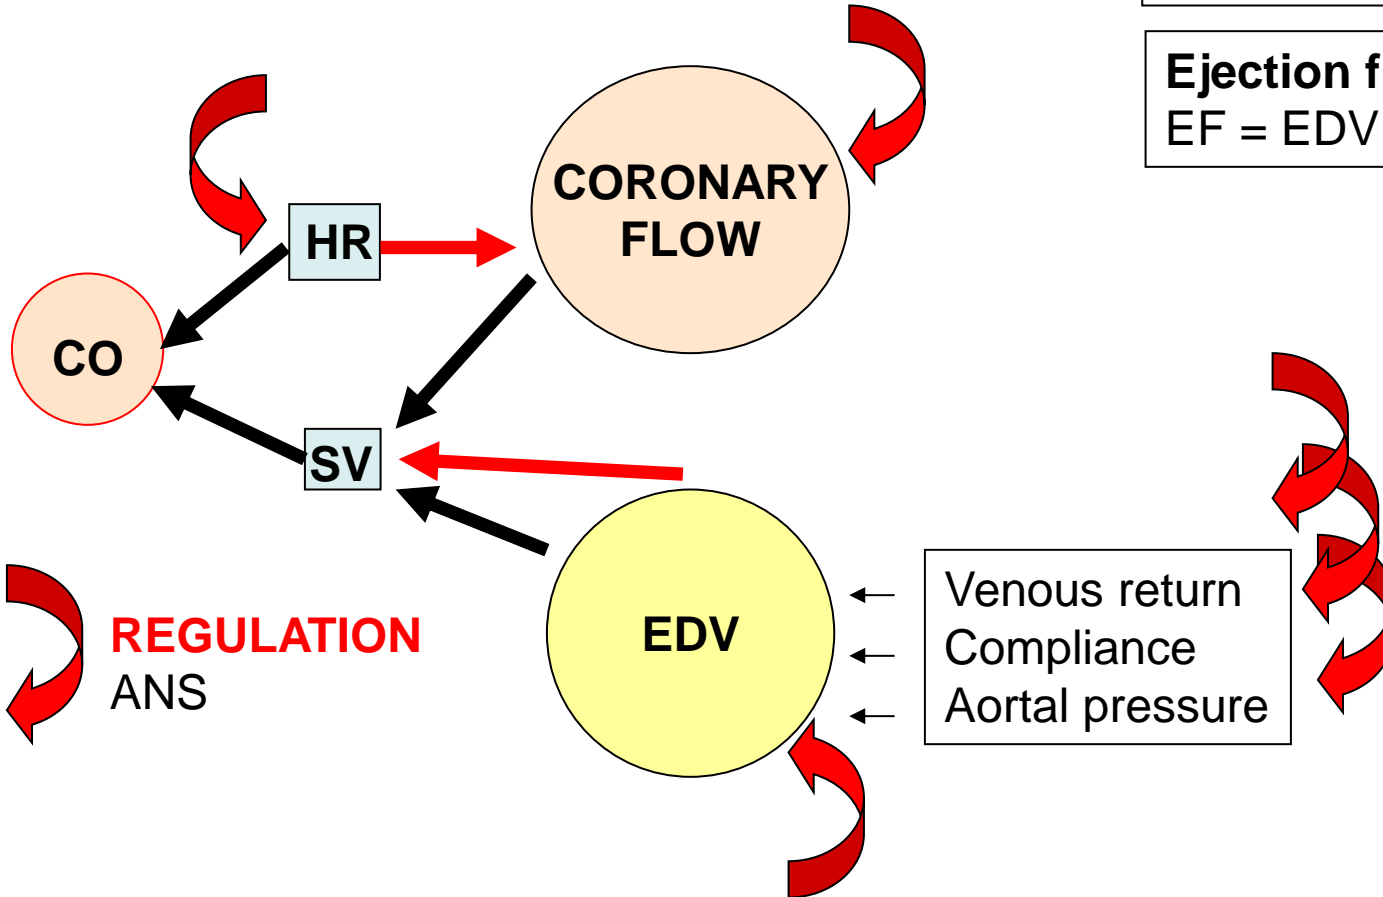 Ejection f
EF = EDV
CORONARY
FLOW
HR
CO
SV
EDV
Venous return
Compliance
Aortal pressure
REGULATION
ANS